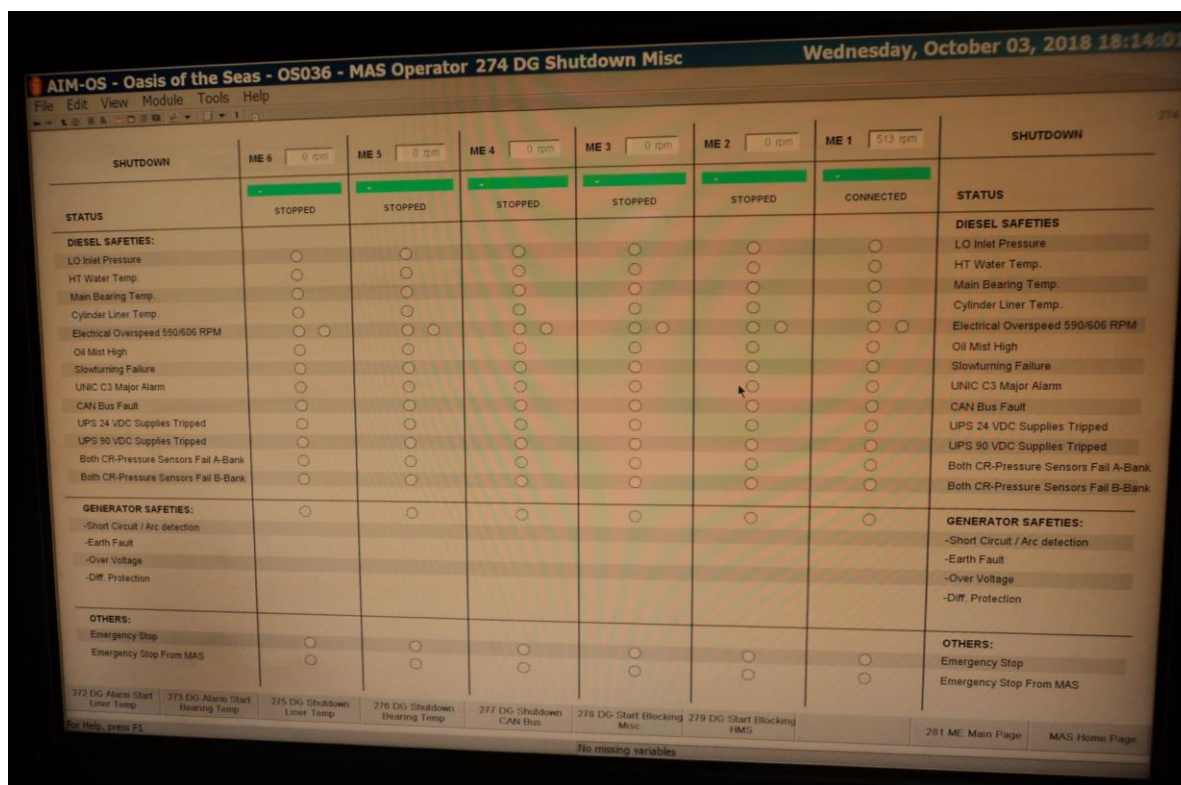 AIM-OS - Oasis of the Seas - OS036 - MAS Operator 274 DG Shutdown Misc Wednesday, October 03, 2018 18:14:01
File Edit View Module Tools Help
274
SHUTDOWN ME 6 0 rpm ME 5 0 rpm ME 4 0 rpm ME 3 0 rpm ME 2 0 rpm ME 1 513 rpm SHUTDOWN
STATUS STOPPED STOPPED STOPPED STOPPED STOPPED CONNECTED STATUS
DIESEL SAFETIES: DIESEL SAFETIES
LO Inlet Pressure LO Inlet Pressure
HT Water Temp. HT Water Temp.
Main Bearing Temp. Main Bearing Temp.
Cylinder Liner Temp. Cylinder Liner Temp.
Electrical Overspeed 590/606 RPM Electrical Overspeed 590/606 RPM
Oil Mist High Oil Mist High
Slowturning Failure Slowturning Failure
UNIC C3 Major Alarm UNIC C3 Major Alarm
CAN Bus Fault CAN Bus Fault
UPS 24 VDC Supplies Tripped UPS 24 VDC Supplies Tripped
UPS 90 VDC Supplies Tripped UPS 90 VDC Supplies Tripped
Both CR-Pressure Sensors Fail A-Bank Both CR-Pressure Sensors Fail A-Bank
Both CR-Pressure Sensors Fail B-Bank Both CR-Pressure Sensors Fail B-Bank
GENERATOR SAFETIES: GENERATOR SAFETIES:
-Short Circuit / Arc detection -Short Circuit / Arc detection
-Earth Fault -Earth Fault
-Over Voltage -Over Voltage
-Diff. Protection -Diff. Protection
OTHERS: OTHERS:
Emergency Stop Emergency Stop
Emergency Stop From MAS Emergency Stop From MAS
272 DG Alarm Start 273 DG Alarm Start 275 DG Shutdown 276 DG Shutdown 277 DG Shutdown 278 DG Start Blocking 279 DG Start Blocking 281 ME Main Page MAS Home Page
Liner Temp Bearing Temp Liner Temp Bearing Temp CAN Bus Misc HMS
For Help, press F1 No missing variables